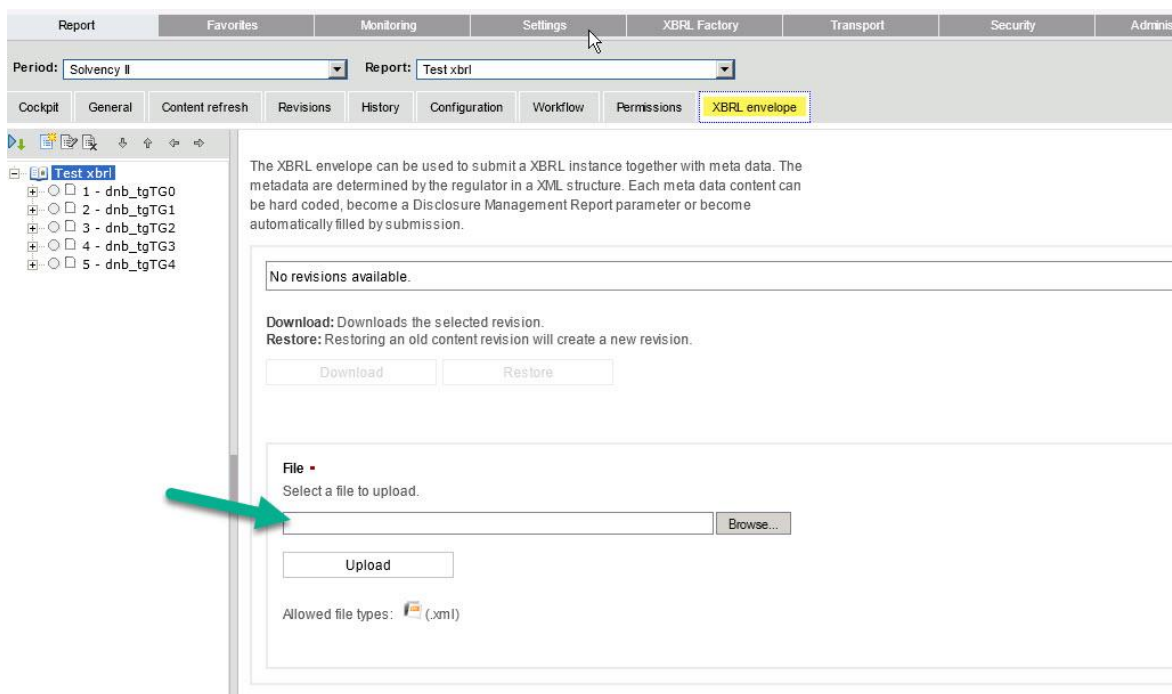 Report Favorites Monitoring Settings XBRL Factory Transport Security Adminis
Period: Solvency II Report: Test xbrl
Cockpit General Content refresh Revisions History Configuration Workflow Permissions XBRL envelope
Test xbrl
1 - dnb_tgTG0
2 - dnb_tgTG1
3 - dnb_tgTG2
4 - dnb_tgTG3
5 - dnb_tgTG4
The XBRL envelope can be used to submit a XBRL instance together with meta data. The
metadata are determined by the regulator in a XML structure. Each meta data content can
be hard coded, become a Disclosure Management Report parameter or become
automatically filled by submission.
No revisions available.
Download: Downloads the selected revision.
Restore: Restoring an old content revision will create a new revision.
Download Restore
File
Select a file to upload.
Browse...
Upload
Allowed file types: (.xml)